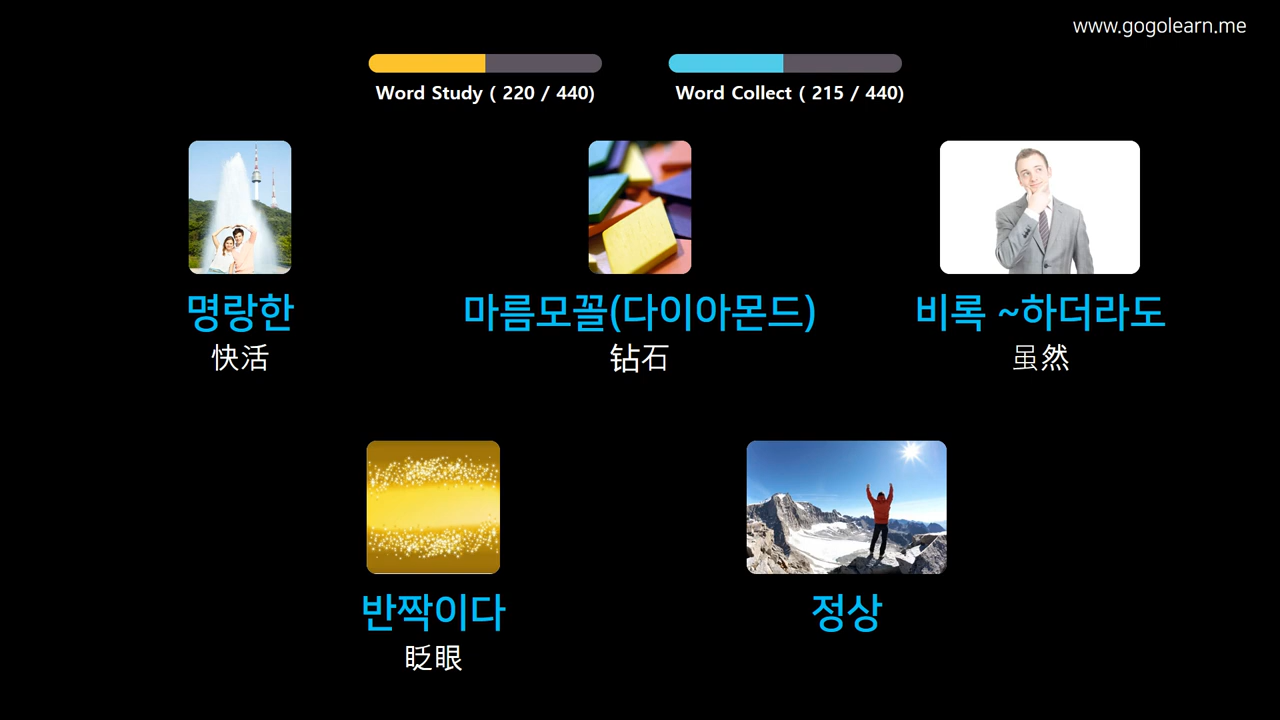 www.gogolearn.me
Word Study ( 220 / 440)
Word Collect ( 215 / 440)
명랑한
快活
마름모꼴(다이아몬드)
钻石
비록 ~하더라도
虽然
반짝이다
眨眼
정상